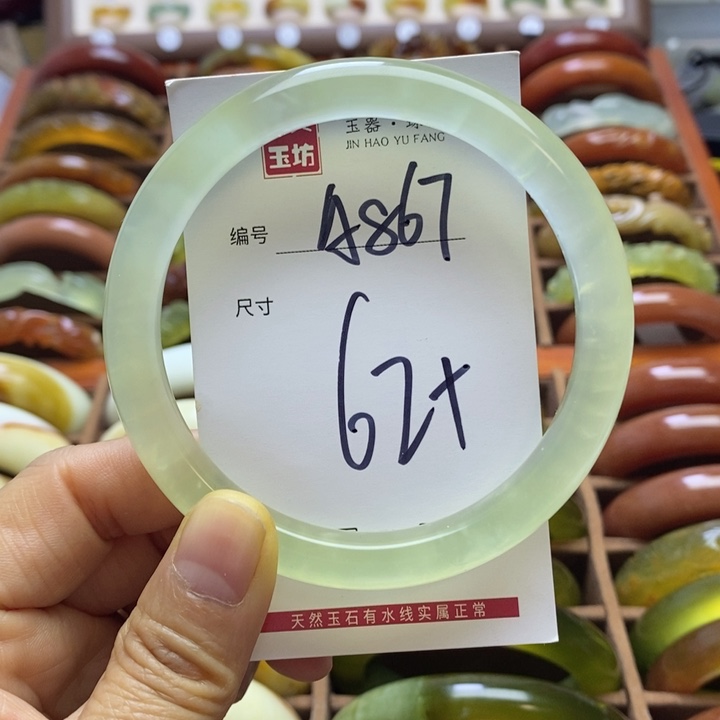 玉器·
玉坊
JIN HAO YU FANG
编号 A867
尺寸
62+
天然玉石有水线实属正常